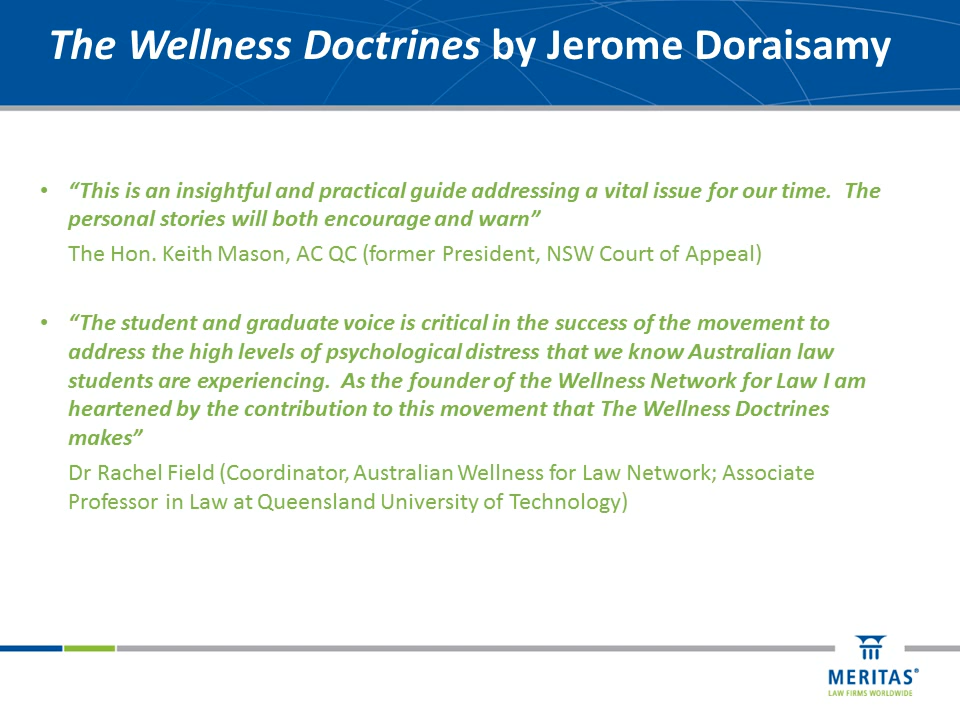 The Wellness Doctrines by Jerome Doraisamy
• “This is an insightful and practical guide addressing a vital issue for our time.  The
personal stories will both encourage and warn”
The Hon. Keith Mason, AC QC (former President, NSW Court of Appeal)
• “The student and graduate voice is critical in the success of the movement to
address the high levels of psychological distress that we know Australian law
students are experiencing.  As the founder of the Wellness Network for Law I am
heartened by the contribution to this movement that The Wellness Doctrines
makes”
Dr Rachel Field (Coordinator, Australian Wellness for Law Network; Associate
Professor in Law at Queensland University of Technology)
MERITAS®
LAW FIRMS WORLDWIDE